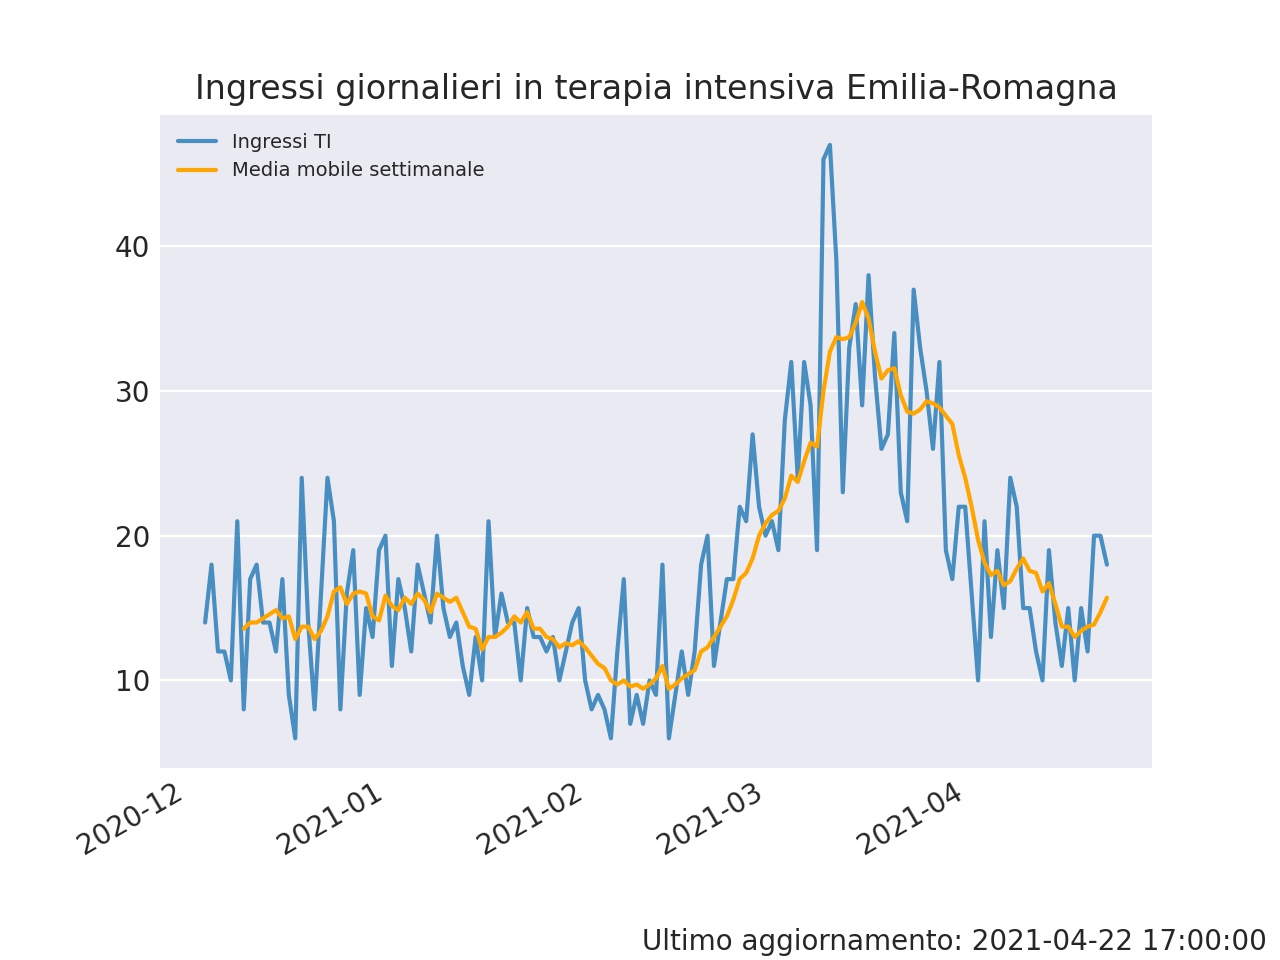 Ingressi giornalieri in terapia intensiva Emilia-Romagna
Ingressi TI
Media mobile settimanale
40
30
20
10
2020-12
2021-01
2021-02
2021-03
2021-04
Ultimo aggiornamento: 2021-04-22 17:00:00